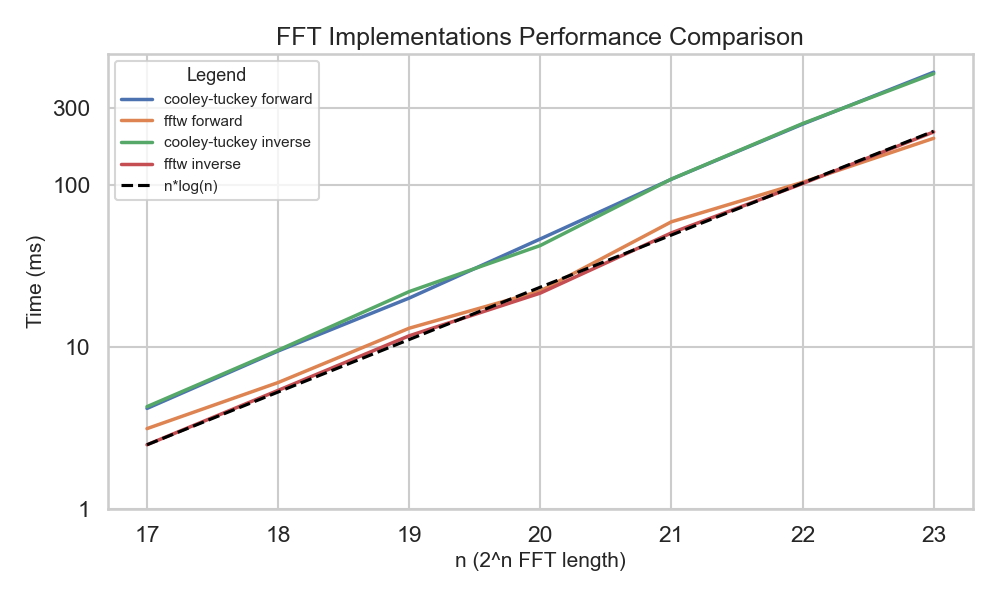 FFT Implementations Performance Comparison
Legend
cooley-tuckey forward
fftw forward
cooley-tuckey inverse
fftw inverse
n*log(n)
300
100
10
1
Time (ms)
17 18 19 20 21 22 23
n (2^n FFT length)